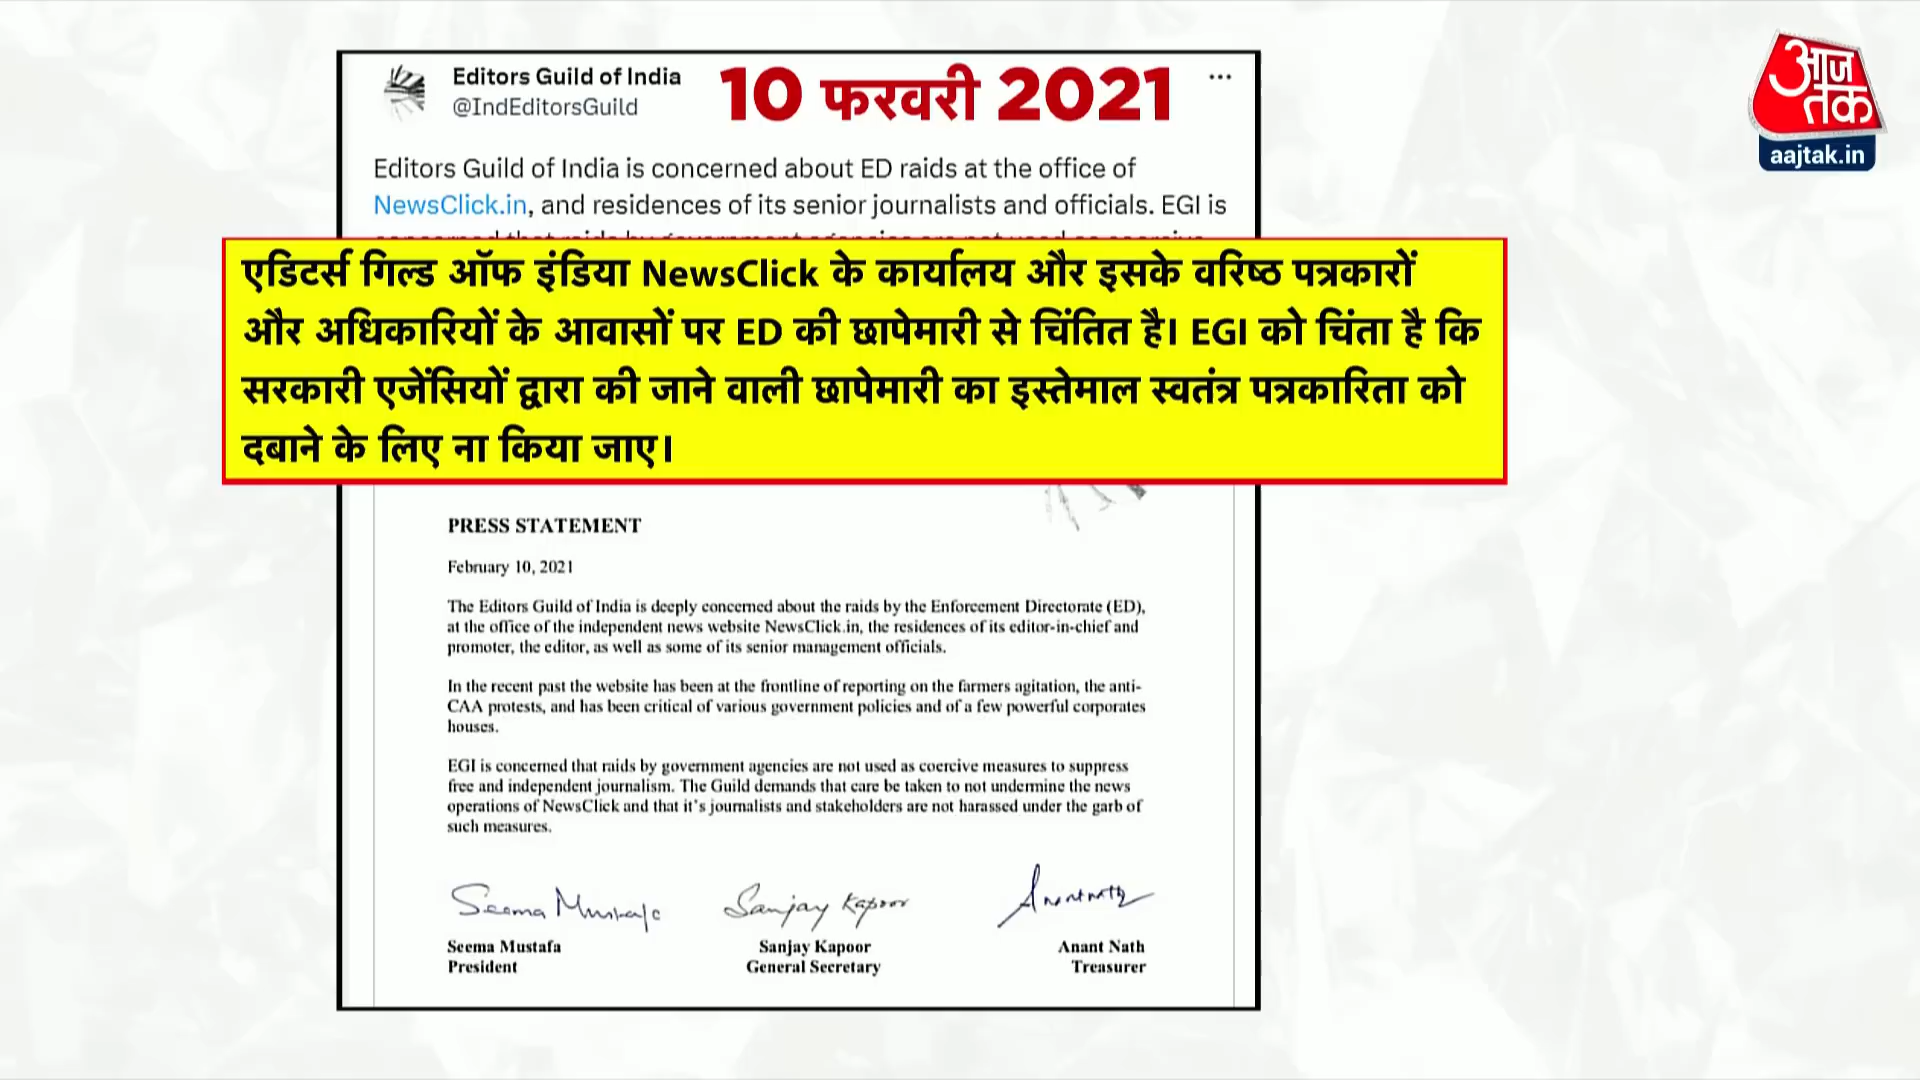 Editors Guild of India
@IndEditorsGuild
10 फरवरी 2021
आज
तक
aajtak.in
Editors Guild of India is concerned about ED raids at the office of
NewsClick.in, and residences of its senior journalists and officials. EGI is
एडिटर्स गिल्ड ऑफ इंडिया NewsClick के कार्यालय और इसके वरिष्ठ पत्रकारों
और अधिकारियों के आवासों पर ED की छापेमारी से चिंतित है। EGI को चिंता है कि
सरकारी एजेंसियों द्वारा की जाने वाली छापेमारी का इस्तेमाल स्वतंत्र पत्रकारिता को
दबाने के लिए ना किया जाए।
PRESS STATEMENT
February 10, 2021
The Editors Guild of India is deeply concerned about the raids by the Enforcement Directorate (ED),
at the office of the independent news website NewsClick.in, the residences of its editor-in-chief and
promoter, the editor, as well as some of its senior management officials.
In the recent past the website has been at the frontline of reporting on the farmers agitation, the anti-
CAA protests, and has been critical of various government policies and of a few powerful corporates
houses.
EGI is concerned that raids by government agencies are not used as coercive measures to suppress
free and independent journalism. The Guild demands that care be taken to not undermine the news
operations of NewsClick and that it's journalists and stakeholders are not harassed under the garb of
such measures.
Seema Mustafa Sanjay Kapoor Anantnath
Seema Mustafa Sanjay Kapoor Anant Nath
President General Secretary Treasurer